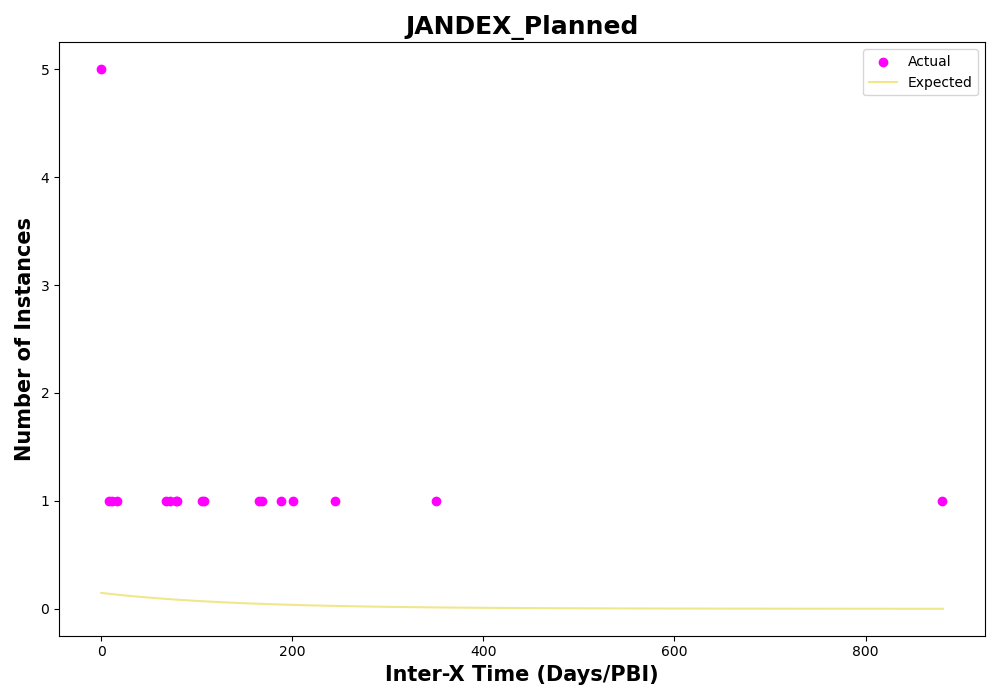 JANDEX_Planned
Actual
Expected
5
4
3
2
1
0
Number of Instances
0 200 400 600 800
Inter-X Time (Days/PBI)